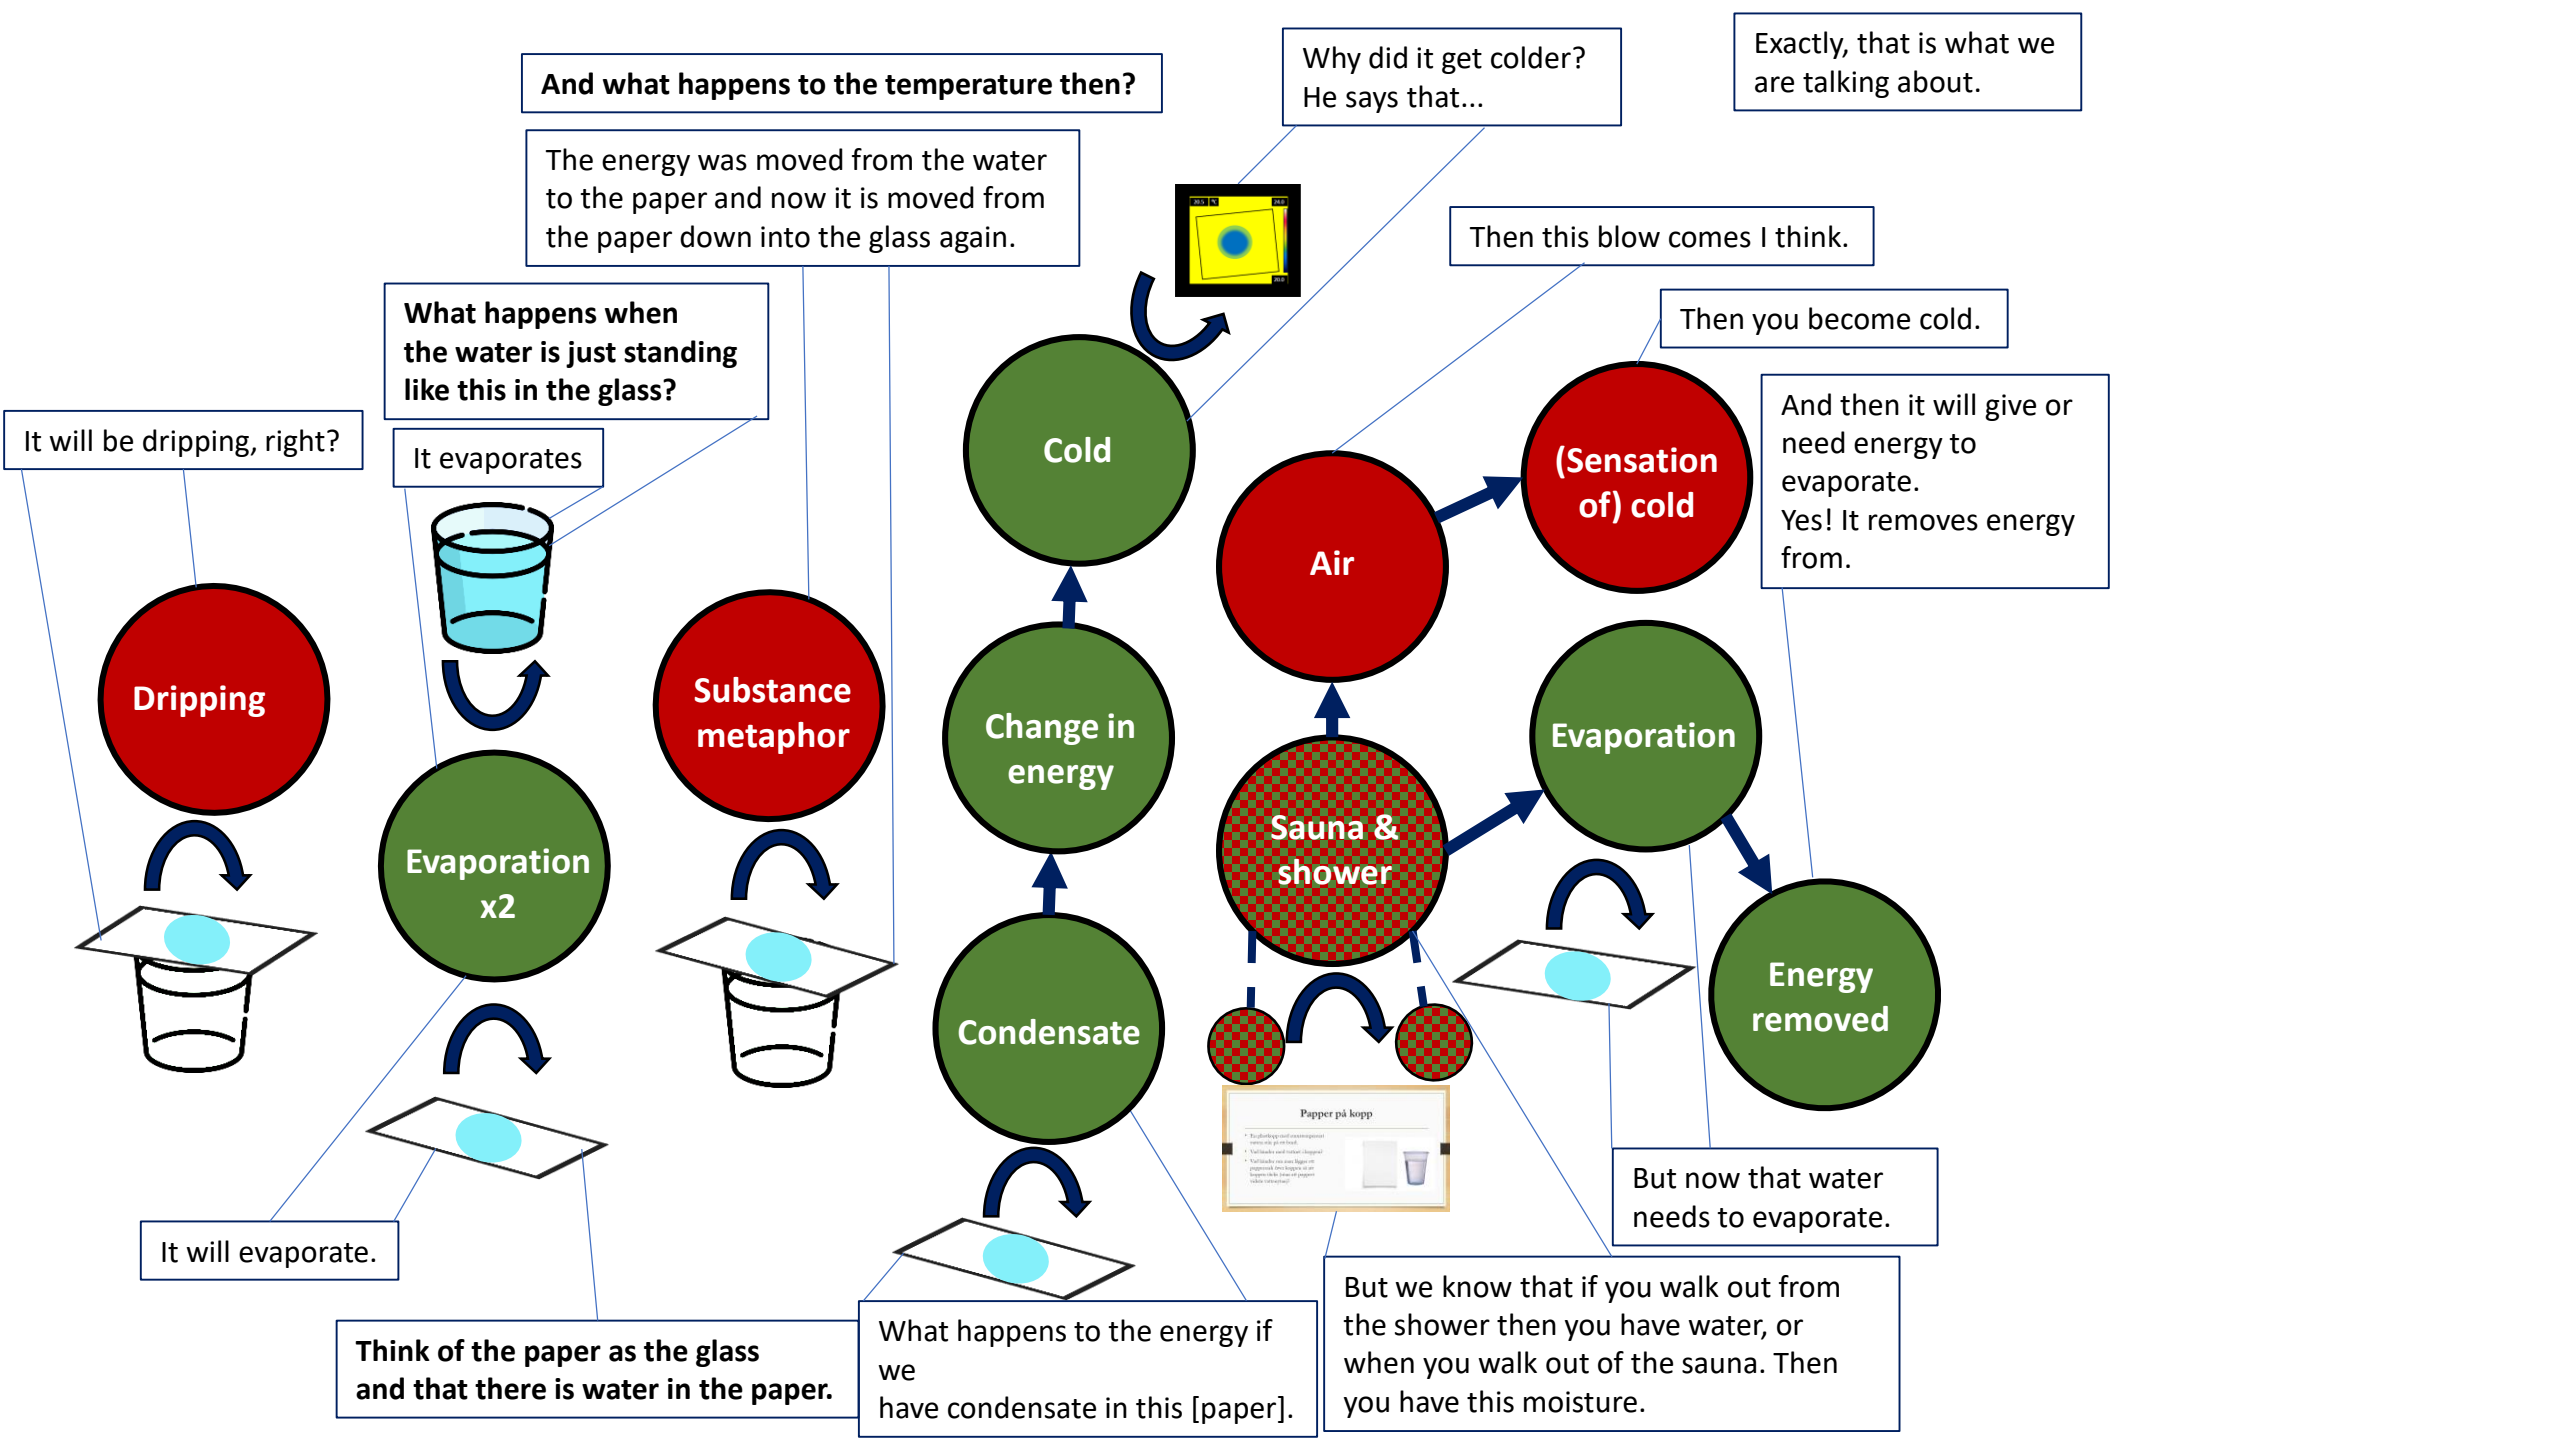 Exactly, that is what we
are talking about.
Why did it get colder?
He says that...
And what happens to the temperature then?
The energy was moved from the water
to the paper and now it is moved from
the paper down into the glass again.
Then this blow comes I think.
What happens when
the water is just standing
like this in the glass?
Then you become cold.
And then it will give or
need energy to
evaporate.
Yes! It removes energy
from.
It will be dripping, right?
It evaporates
Cold
(Sensation
of) cold
Air
Dripping
Substance
metaphor
Change in
energy
Evaporation
Evaporation
x2
Sauna &
shower
Energy
removed
Condensate
Papper på kopp
But now that water
needs to evaporate.
It will evaporate.
But we know that if you walk out from
the shower then you have water, or
when you walk out of the sauna. Then
you have this moisture.
Think of the paper as the glass
and that there is water in the paper.
What happens to the energy if
we
have condensate in this [paper].